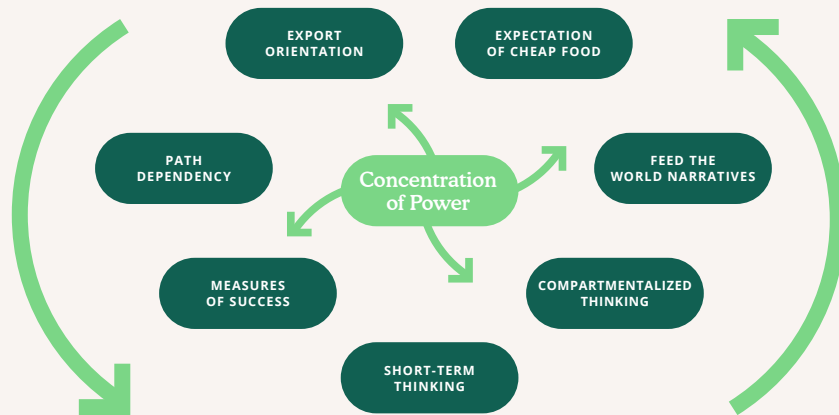 EXPORT
ORIENTATION
EXPECTATION
OF CHEAP FOOD
PATH
DEPENDENCY
Concentration
of Power
FEED THE
WORLD NARRATIVES
MEASURES
OF SUCCESS
COMPARTMENTALIZED
THINKING
SHORT-TERM
THINKING